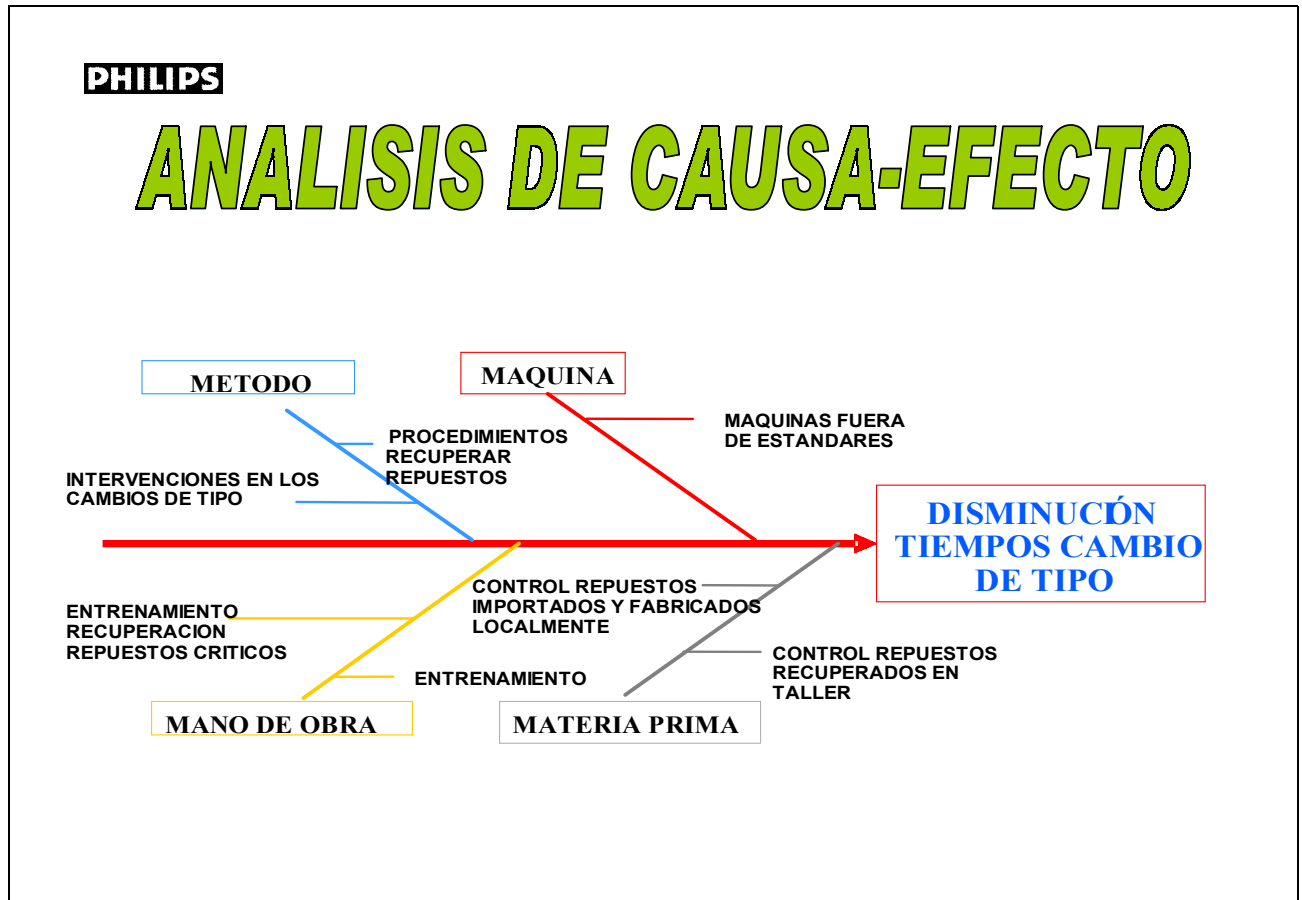 PHILIPS
ANALISIS DE CAUSA-EFECTO
METODO
MAQUINA
PROCEDIMIENTOS
RECUPERAR
REPUESTOS
MAQUINAS FUERA
DE ESTANDARES
INTERVENCIONES EN LOS
CAMBIOS DE TIPO
DISMINUCIÓN
TIEMPOS CAMBIO
DE TIPO
ENTRENAMIENTO
RECUPERACION
REPUESTOS CRITICOS
CONTROL REPUESTOS
IMPORTADOS Y FABRICADOS
LOCALMENTE
ENTRENAMIENTO
CONTROL REPUESTOS
RECUPERADOS EN
TALLER
MANO DE OBRA
MATERIA PRIMA